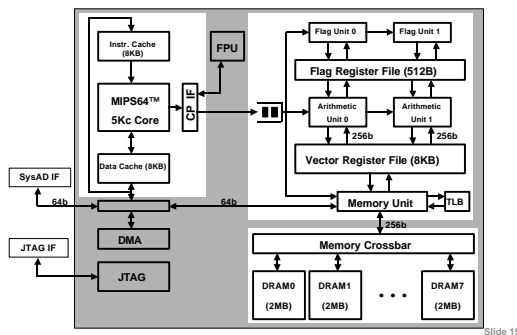 Instr. Cache
(8KB)
FPU
Flag Unit 0
Flag Unit 1
Flag Register File (512B)
MIPS64™
5Kc Core
CP IF
Arithmetic
Unit 0
Arithmetic
Unit 1
256b
256b
Data Cache (8KB)
Vector Register File (8KB)
SysAD IF
64b
64b
Memory Unit
TLB
DMA
256b
JTAG IF
Memory Crossbar
JTAG
DRAM0
(2MB)
DRAM1
(2MB)
• • •
DRAM7
(2MB)
Slide 15